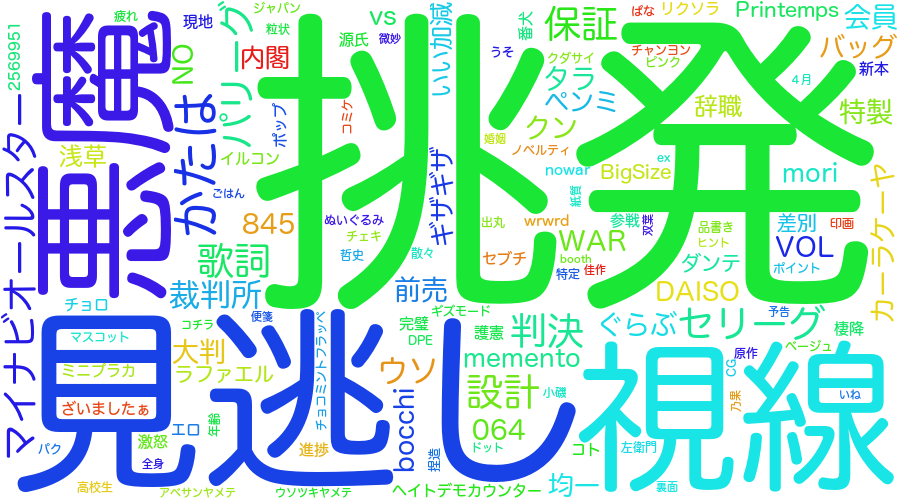 挑発
悪魔
見逃し
視線
疲れ
ジャパン
粒状
現地
2569951
NO
パリーグ
内閣
コミケ
ポップ
源氏
vs
微妙
いい加減
うそ
番犬
保証
クダサイ
タラ
ペンミ
クン
ぱな
リクソラ
チャンヨン
ピンク
Printemps
会員
バッグ
新本
4月
辞職
特製
かたは
浅草
イルコン
ごはん
845
歌詞
裁判所
ぬいぐるみ
チェキ
哲史
散々
ギザギザ
前売
婚姻
ノベルティ
nowar
ex
BigSize
紙質
mori
wrwrd
出丸
参戦
双眼
品書き
ヒント
差別
印画
WAR
セブチ
booth
特定
佳作
ダンテ
VOL
ポイント
DAISO
カーラケーヤ
マイナビオールスター
チョロ
便箋
コチラ
マスコット
大判
ミニブラカ
ラファエル
チョコミントフラッペ
完璧
DPE
ギズモード
護憲
ウソ
memento
判決
設計
064
bocchi
小磯
ぐらぶ
セリーグ
予告
棲降
原作
ベージュ
CG
乃果
いね
ざいましたぁ
激怒
エロ
年齢
パク
全身
進捗
捏造
ドット
コト
左衛門
均一
裏面
高校生
アベサンヤメテ
ウソツキヤメテ
ヘイトデモカウンター